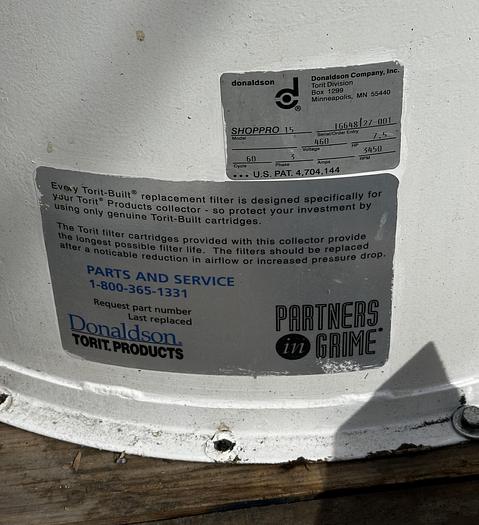 donaldson
Donaldson Company, Inc.
Torit Division
Box 1299
Minneapolis, MN 55440
®
SHOPPRO 15 16648127-001
Model Serial/Order Entry
460 7.5
Voltage HP
60 3 3450
Cycle Phase Amps RPM
••• U.S. PAT. 4,704,144
Every Torit-Built® replacement filter is designed specifically for
your Torit® Products collector - so protect your investment by
using only genuine Torit-Built cartridges.
The Torit filter cartridges provided with this collector provide
the longest possible filter life. The filters should be replaced
after a noticable reduction in airflow or increased pressure drop.
PARTS AND SERVICE
1-800-365-1331
Request part number
Last replaced
Donaldson.
TORIT. PRODUCTS
PARTNERS
in GRIME®